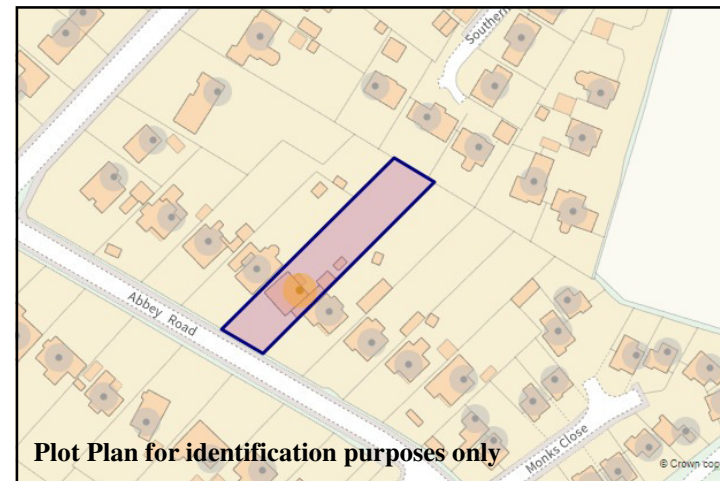 Southern
Abbey Road
Monks Close
Plot Plan for identification purposes only
© Crown cop